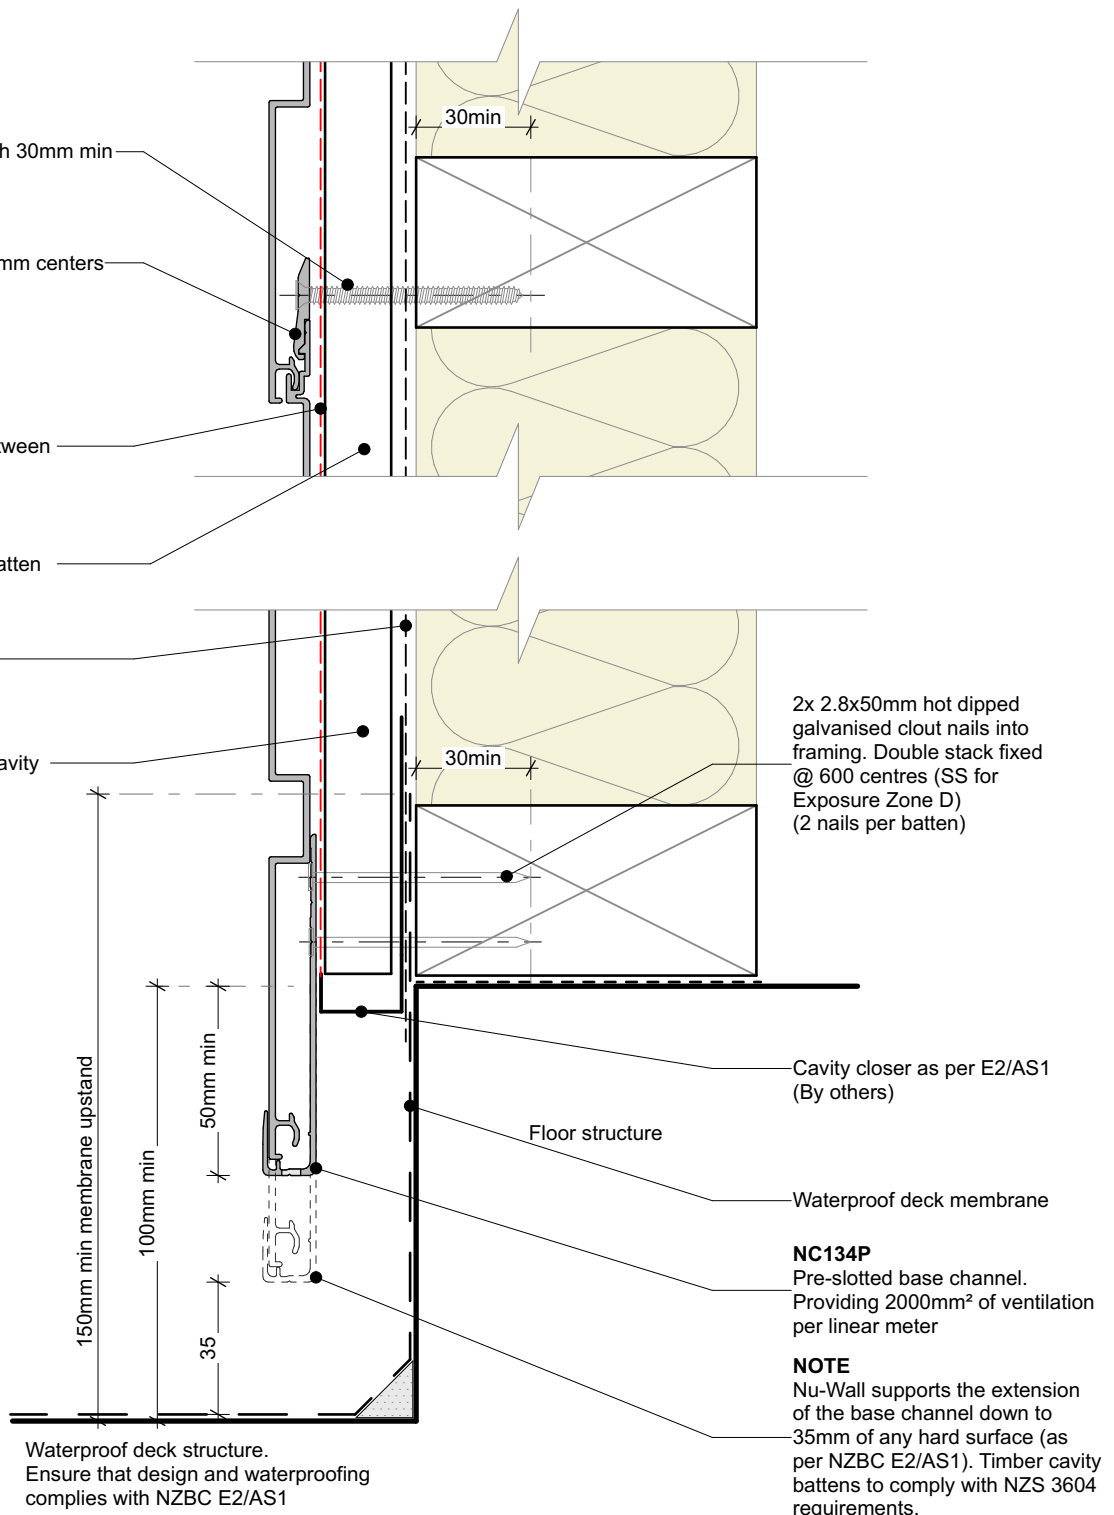 30min
h 30mm min
mm centers
tween
atten
avity
2x 2.8x50mm hot dipped
galvanised clout nails into
framing. Double stack fixed
@ 600 centres (SS for
Exposure Zone D)
(2 nails per batten)
30min
150mm min membrane upstand
100mm min
50mm min
35
Cavity closer as per E2/AS1
(By others)
Floor structure
Waterproof deck membrane
NC134P
Pre-slotted base channel.
Providing 2000mm² of ventilation
per linear meter
NOTE
Nu-Wall supports the extension
of the base channel down to
35mm of any hard surface (as
per NZBC E2/AS1). Timber cavity
battens to comply with NZS 3604
requirements.
Waterproof deck structure.
Ensure that design and waterproofing
complies with NZBC E2/AS1